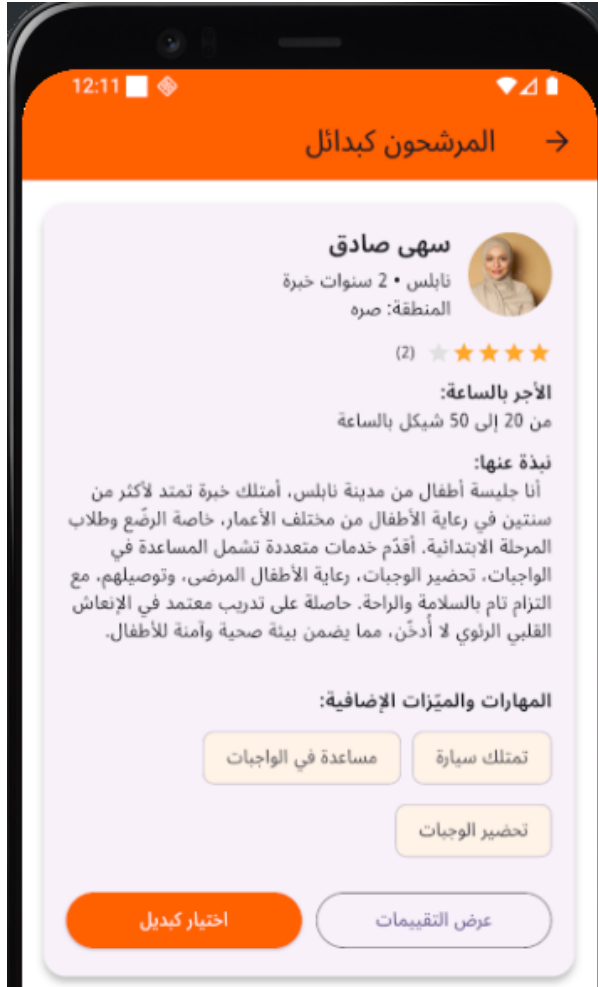 12:11
المرشحون كبدائل
سهى صادق
نابلس • 2 سنوات خبرة
المنطقة: صره
(2)
الأجر بالساعة:
من 20 إلى 50 شيكل بالساعة
نبذة عنها:
أنا جليسة أطفال من مدينة نابلس، أمتلك خبرة تمتد لأكثر من
سنتين في رعاية الأطفال من مختلف الأعمار، خاصة الرضّع وطلاب
المرحلة الابتدائية. أقدّم خدمات متعددة تشمل المساعدة في
الواجبات، تحضير الوجبات، رعاية الأطفال المرضى، وتوصيلهم، مع
التزام تام بالسلامة والراحة. حاصلة على تدريب معتمد في الإنعاش
القلبي الرئوي لا أُدخّن، مما يضمن بيئة صحية وآمنة للأطفال.
المهارات والميّزات الإضافية:
تمتلك سيارة
مساعدة في الواجبات
تحضير الوجبات
عرض التقييمات
اختيار كبديل